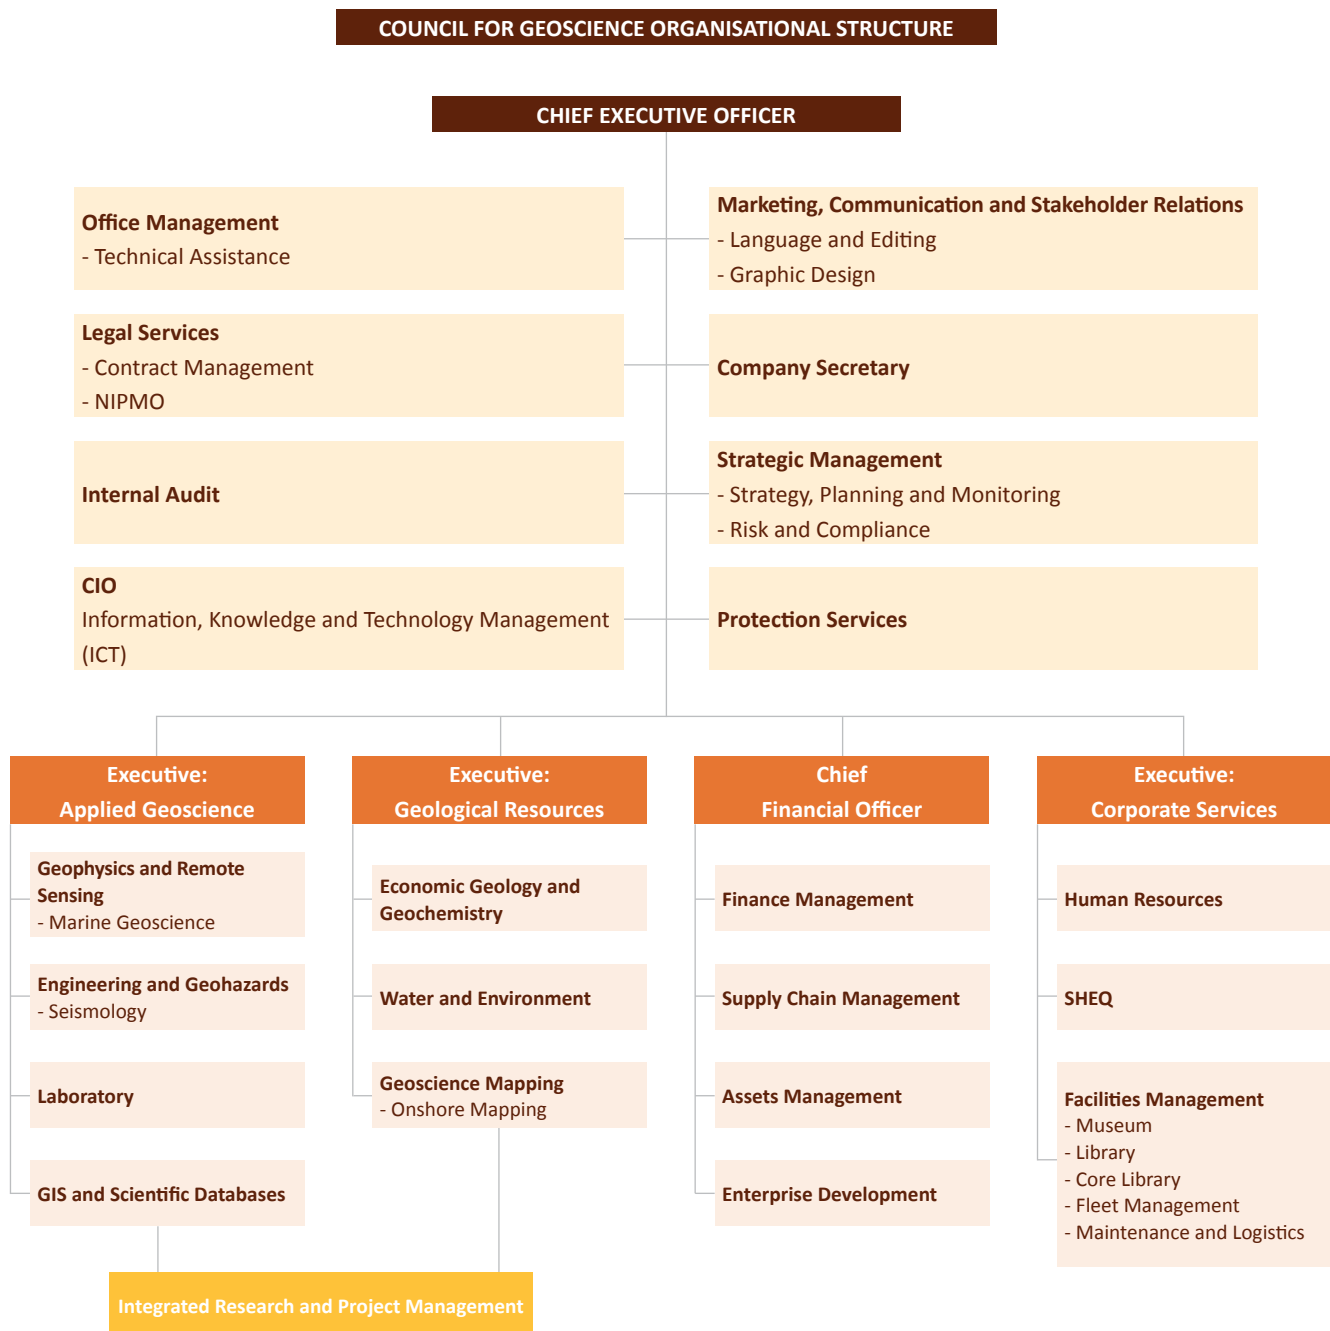 COUNCIL FOR GEOSCIENCE ORGANISATIONAL STRUCTURE
CHIEF EXECUTIVE OFFICER
Office Management
- Technical Assistance
Marketing, Communication and Stakeholder Relations
- Language and Editing
- Graphic Design
Legal Services
- Contract Management
- NIPMO
Company Secretary
Internal Audit
Strategic Management
- Strategy, Planning and Monitoring
- Risk and Compliance
CIO
Information, Knowledge and Technology Management
(ICT)
Protection Services
Executive:
Applied Geoscience
Geophysics and Remote
Sensing
- Marine Geoscience
Engineering and Geohazards
- Seismology
Laboratory
GIS and Scientific Databases
Executive:
Geological Resources
Economic Geology and
Geochemistry
Water and Environment
Geoscience Mapping
- Onshore Mapping
Integrated Research and Project Management
Chief
Financial Officer
Finance Management
Supply Chain Management
Assets Management
Enterprise Development
Executive:
Corporate Services
Human Resources
SHEQ
Facilities Management
- Museum
- Library
- Core Library
- Fleet Management
- Maintenance and Logistics